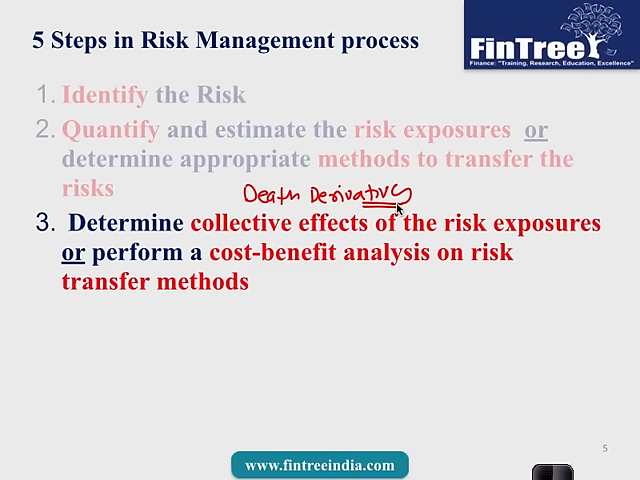 5 Steps in Risk Management process
FinTree
Finance: "Training, Research, Education, Excellence"
1. Identify the Risk
2. Quantify and estimate the risk exposures or
determine appropriate methods to transfer the
risks
Death Derivatives
3. Determine collective effects of the risk exposures
or perform a cost-benefit analysis on risk
transfer methods
5
www.fintreeindia.com